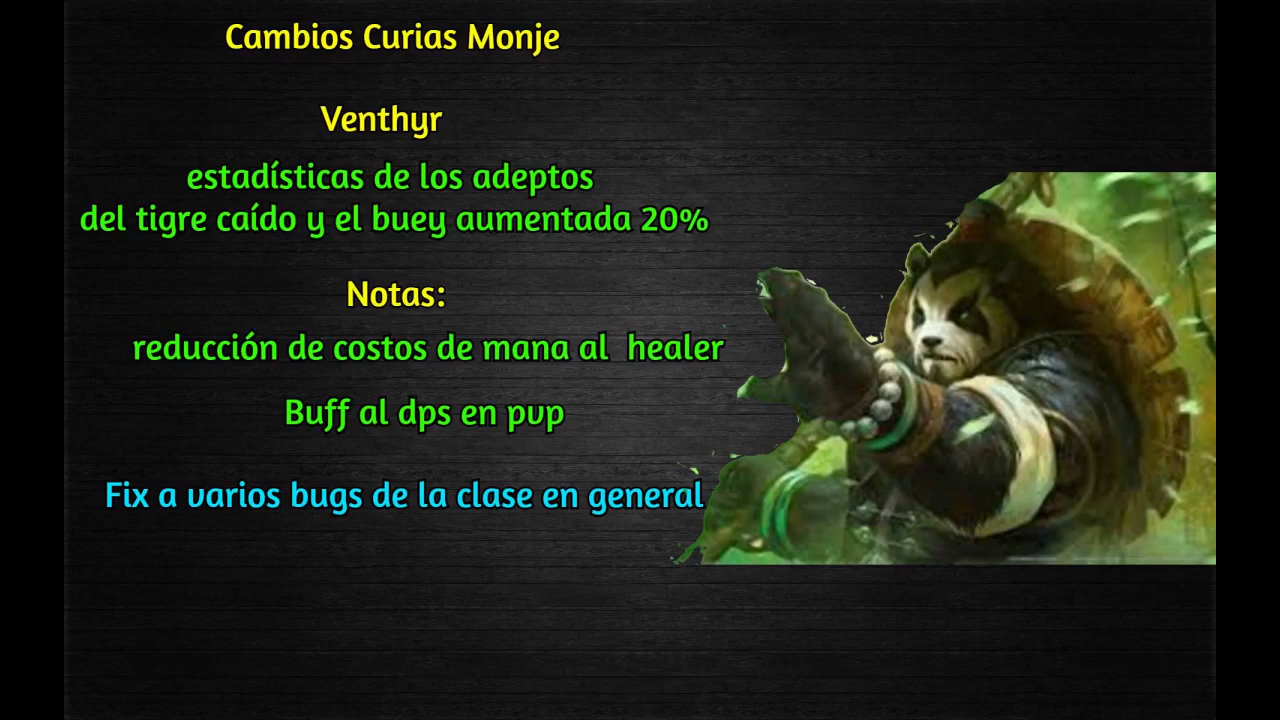 Cambios Curias Monje
Venthyr
estadísticas de los adeptos
del tigre caído y el buey aumentada 20%
Notas:
reducción de costos de mana al healer
Buff al dps en pvp
Fix a varios bugs de la clase en general